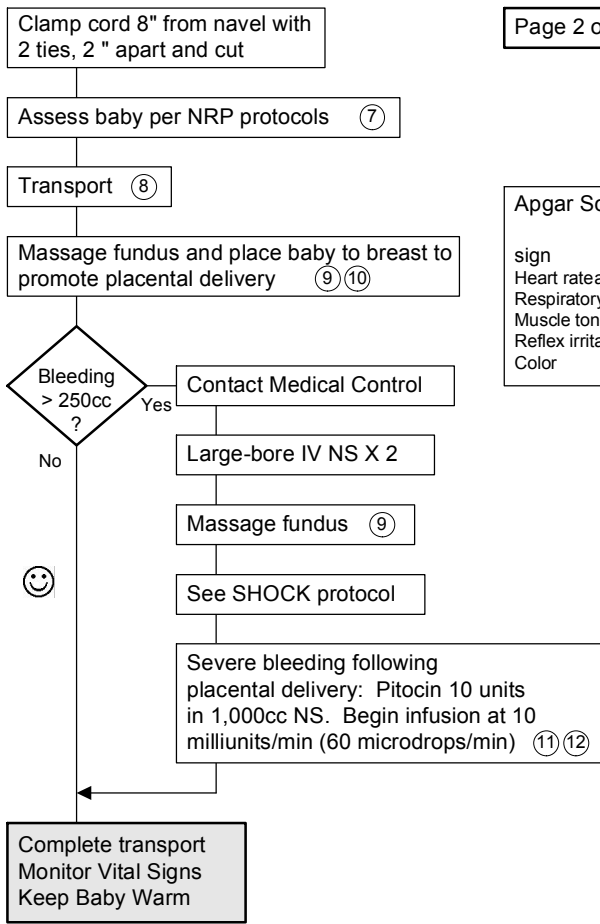 Clamp cord 8" from navel with
2 ties, 2 " apart and cut
Page 2 o
Assess baby per NRP protocols ⑦
Transport ⑧
Apgar Sc
sign
Heart rate
Respiratory
Muscle ton
Reflex irrita
Color
Massage fundus and place baby to breast to
promote placental delivery ⑨⑩
Bleeding
> 250cc
?
Yes
No
Contact Medical Control
Large-bore IV NS X 2
Massage fundus ⑨
See SHOCK protocol
Severe bleeding following
placental delivery: Pitocin 10 units
in 1,000cc NS. Begin infusion at 10
milliunits/min (60 microdrops/min) ⑪⑫
Complete transport
Monitor Vital Signs
Keep Baby Warm